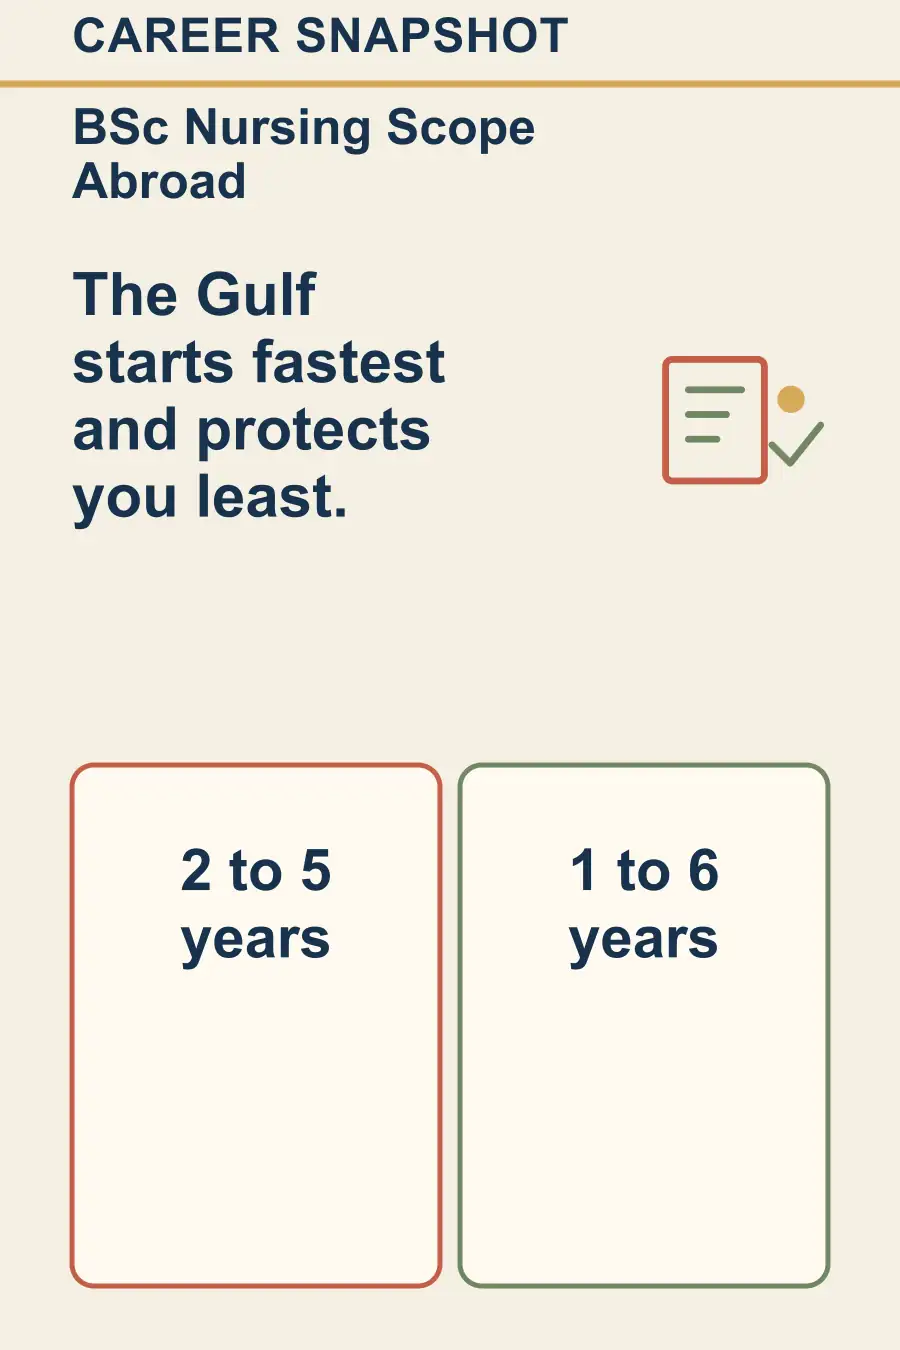 CAREER SNAPSHOT
BSc Nursing Scope
Abroad
The Gulf
starts fastest
and protects
you least.
2 to 5
years
1 to 6
years